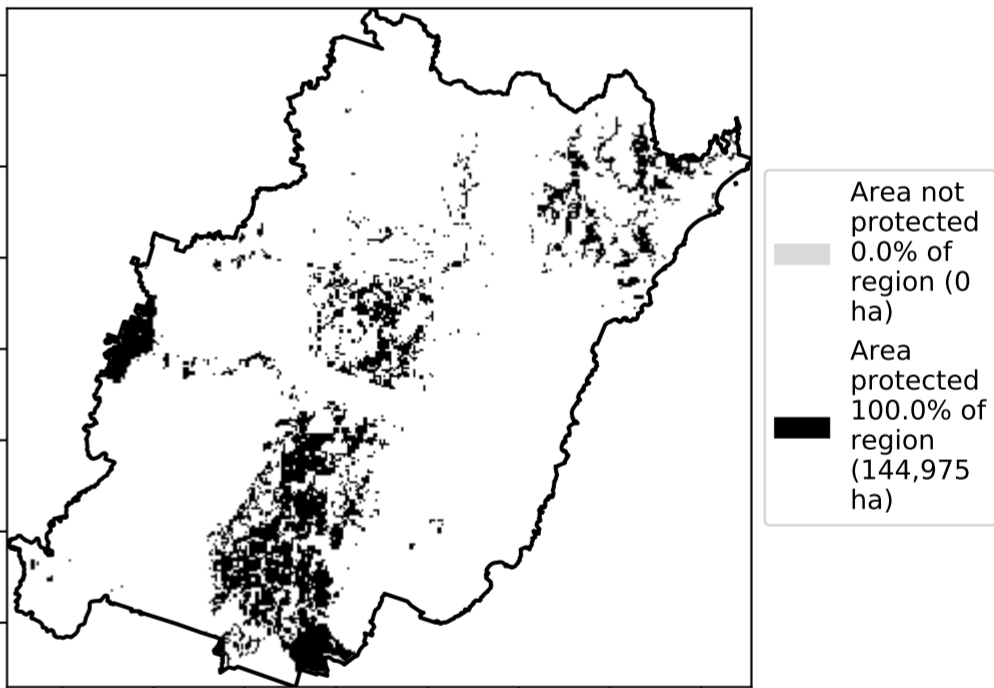 Area not
protected
0.0% of
region (0
ha)
Area
protected
100.0% of
region
(144,975
ha)